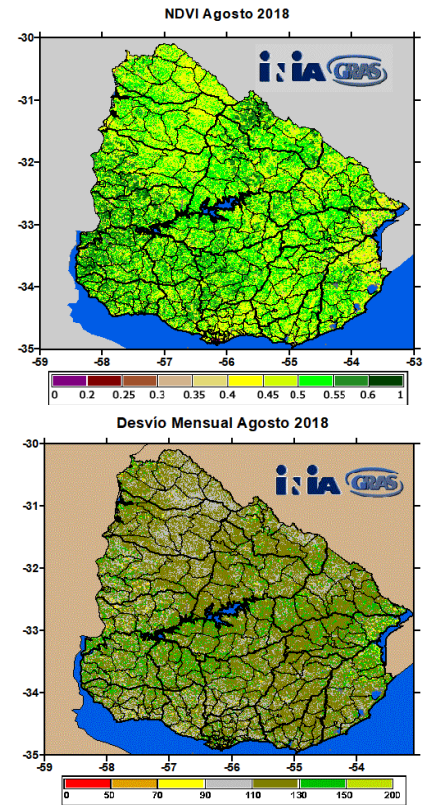 NDVI Agosto 2018
-30
iNiA GRAS
-31
-32
-33
-34
-35
-59 -58 -57 -56 -55 -54 -53
0 0.2 0.25 0.3 0.35 0.4 0.45 0.5 0.55 0.6 1
Desvío Mensual Agosto 2018
-30
iNiA GRAS
-31
-32
-33
-34
-35
-59 -58 -57 -56 -55 -54
0 50 70 90 110 130 150 200